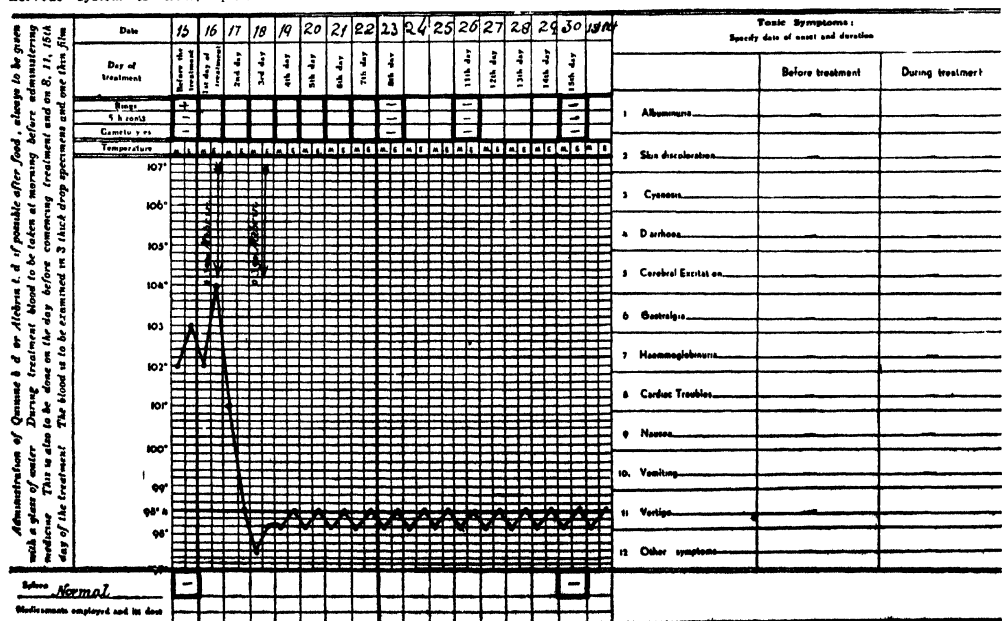 Administration of Quinine b d or Atebrin t. d if possible after food, always to be given
with a glass of water During treatment blood to be taken at morning before administering
medicine This is also to be done on the day before comencing treatment and on 8, 11, 15th
day of the treatment The blood is to be examined in 3 thick drop specimens and one thin film
Date 15 16 17 18 19 20 21 22 23 24 25 26 27 28 29 30
Day of treatment
Before the treatment
1st day of treatment
2nd day
3rd day
4th day
5th day
6th day
7th day
8th day
11th day
12th day
13th day
14th day
15th day
Rings + – – –
– – –
– – –
Temperature
M E M E M E M E M E M E M E M E M E M E M E M E M E M E M E M E M E
107°
106°
105°
104°
103
102°
101°
100°
99°
98° 4
98°
Spleen Normal – –
Medicaments employed and its dose
Toxic Symptoms:
Specify date of onset and duration
Before treatment During treatment
1 Albuminuria
2 Skin discoloration
3 Cyanosis
4 D arrhoea
5 Cerebral Excitat on
6 Gastralgia
7 Haemmoglobinuria
8 Cardiac Troubles
9 Nausea
10. Vomiting
11 Vertigo
12 Other symptoms